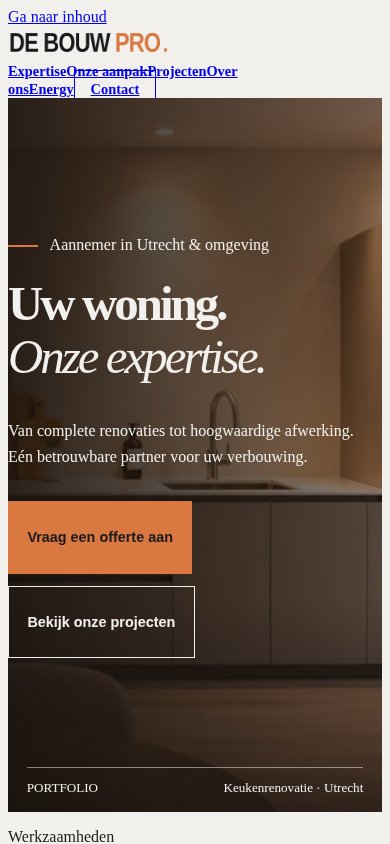 Ga naar inhoud
DE BOUW PRO.
ExpertiseOnze aanpakProjectenOver
onsEnergy Contact
Aannemer in Utrecht & omgeving
Uw woning.
Onze expertise.
Van complete renovaties tot hoogwaardige afwerking.
Eén betrouwbare partner voor uw verbouwing.
Vraag een offerte aan
Bekijk onze projecten
PORTFOLIO Keukenrenovatie · Utrecht
Werkzaamheden